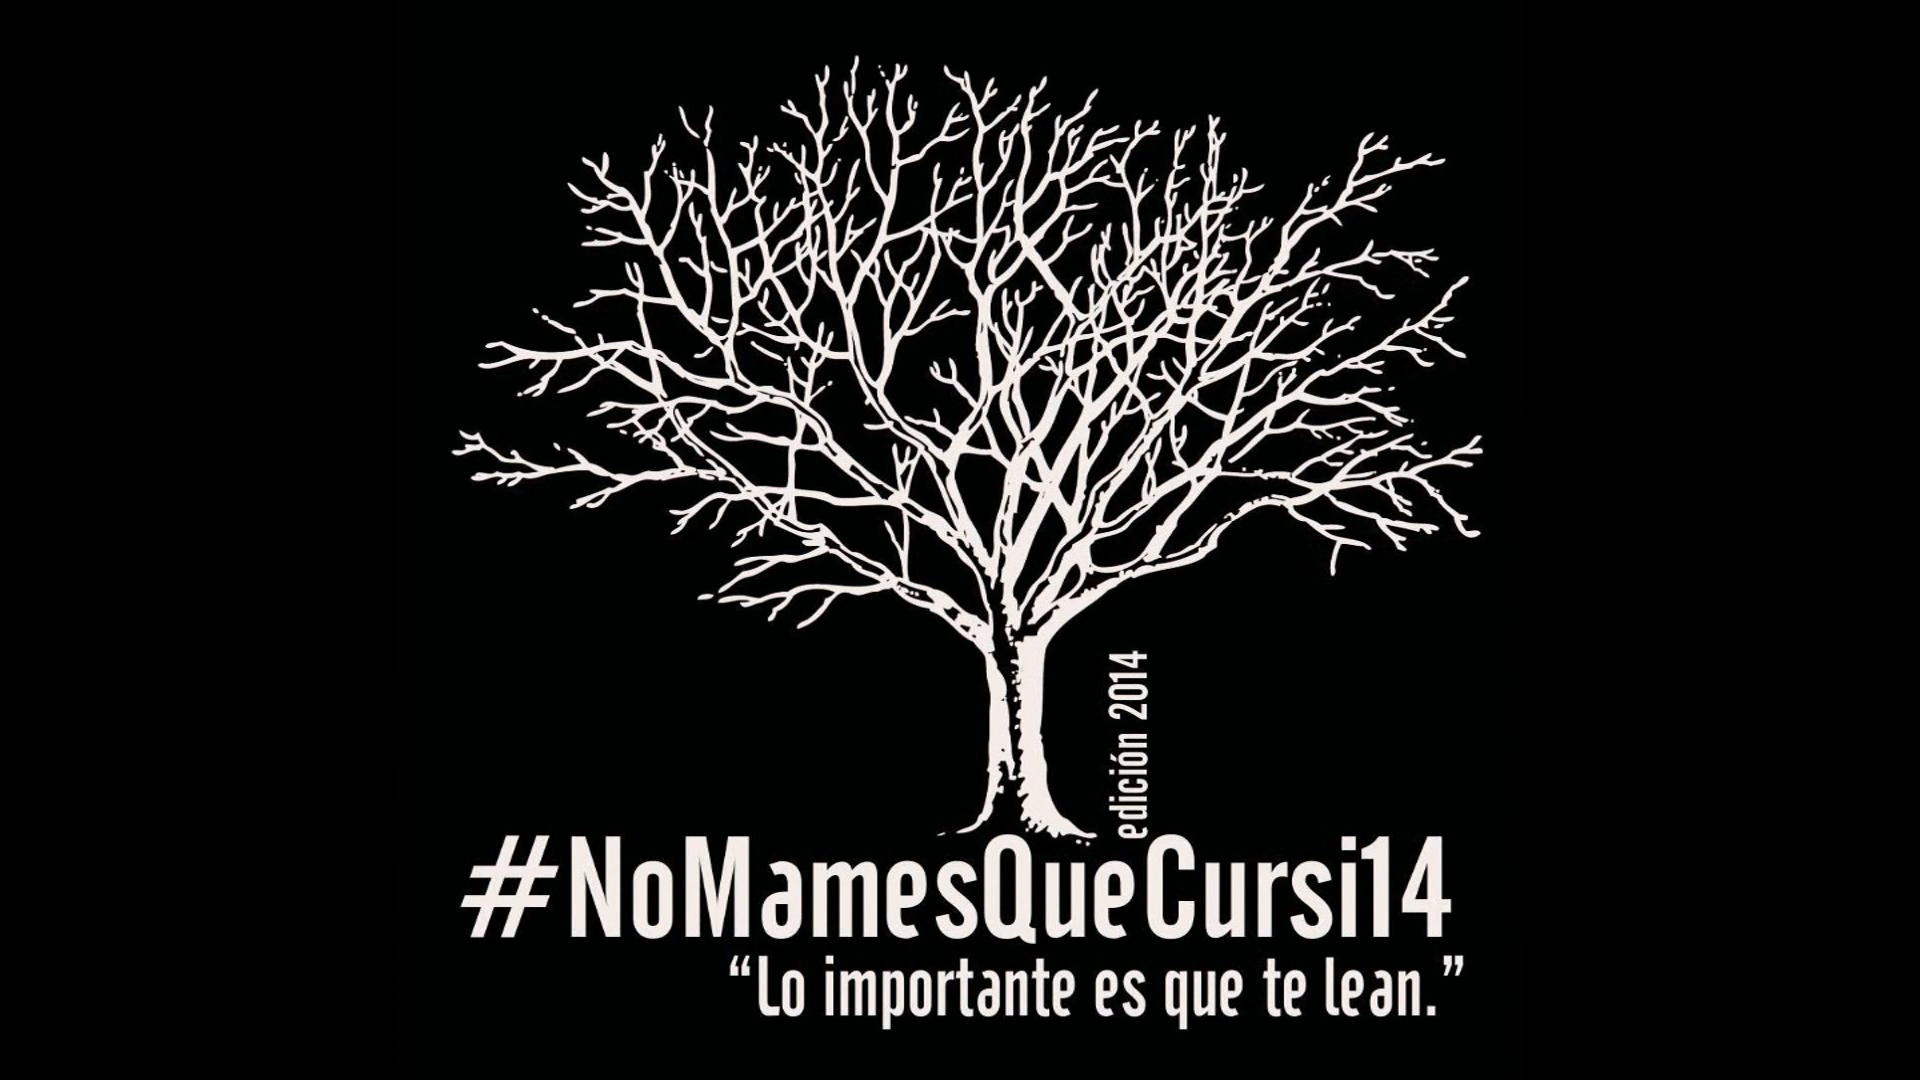 edición 2014
#NoMamesQueCursi14
“Lo importante es que te lean.”